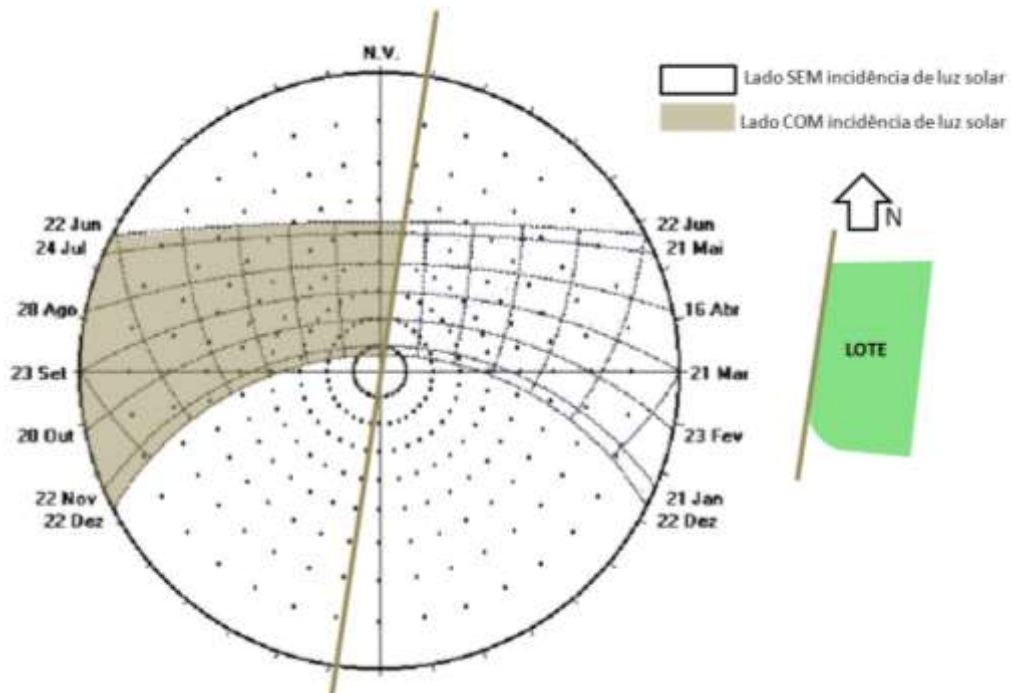 N.V.
Lado SEM incidência de luz solar
Lado COM incidência de luz solar
N
22 Jun
24 Jul
28 Ago
23 Set
20 Out
22 Nov
22 Dez
22 Jun
21 Mai
16 Abr
21 Mar
23 Fev
21 Jan
22 Dez
LOTE